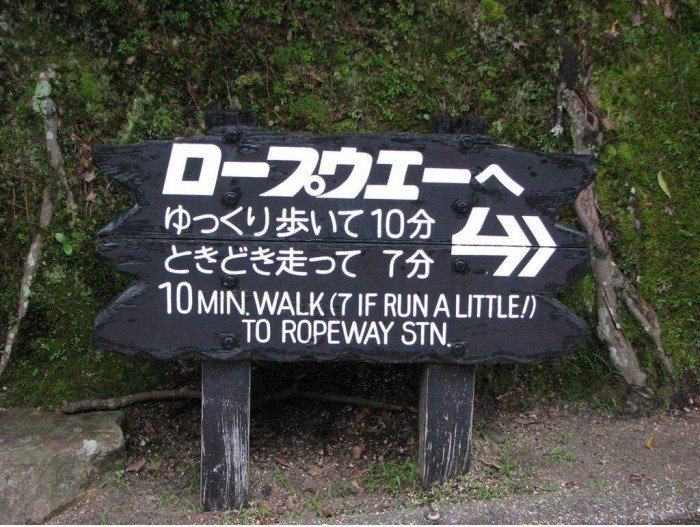 ロープウエーへ
ゆっくり歩いて10分
ときどき走って 7分
10 MIN. WALK (7 IF RUN A LITTLE!)
TO ROPEWAY STN.